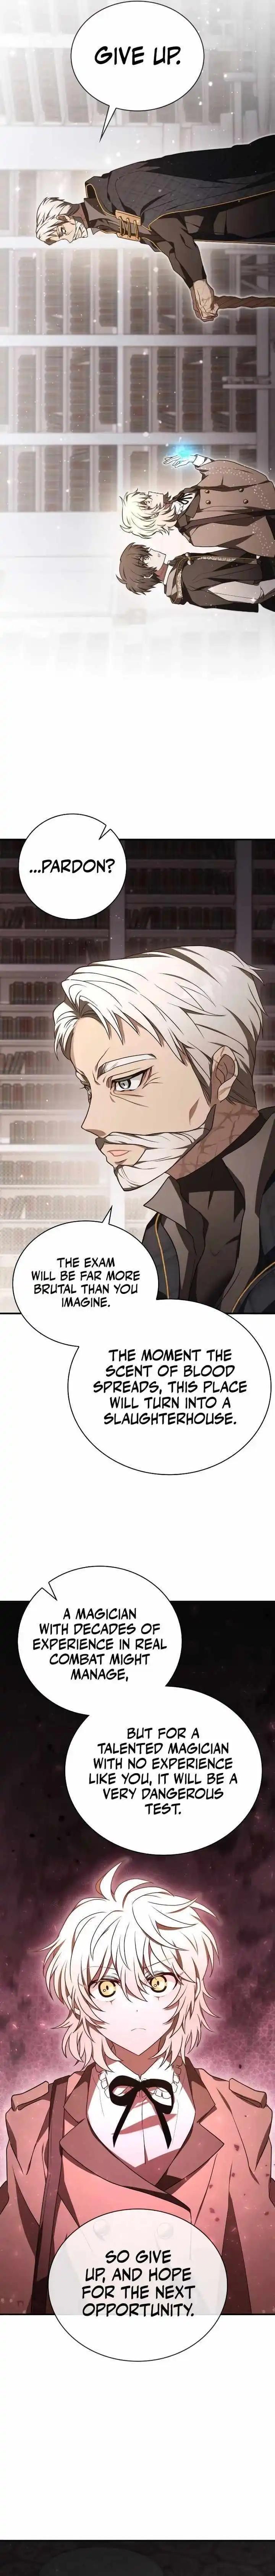 GIVE UP.
...PARDON?
THE EXAM
WILL BE FAR MORE
BRUTAL THAN YOU
IMAGINE.
THE MOMENT THE
SCENT OF BLOOD
SPREADS, THIS PLACE
WILL TURN INTO A
SLAUGHTERHOUSE.
A MAGICIAN
WITH DECADES OF
EXPERIENCE IN REAL
COMBAT MIGHT
MANAGE,
BUT FOR A
TALENTED MAGICIAN
WITH NO EXPERIENCE
LIKE YOU, IT WILL BE A
VERY DANGEROUS
TEST.
SO GIVE
UP, AND HOPE
FOR THE NEXT
OPPORTUNITY.